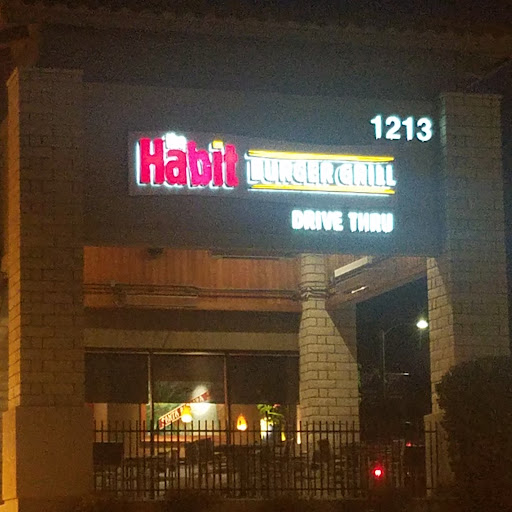 1213
the
Habit
BURGER GRILL
DRIVE THRU